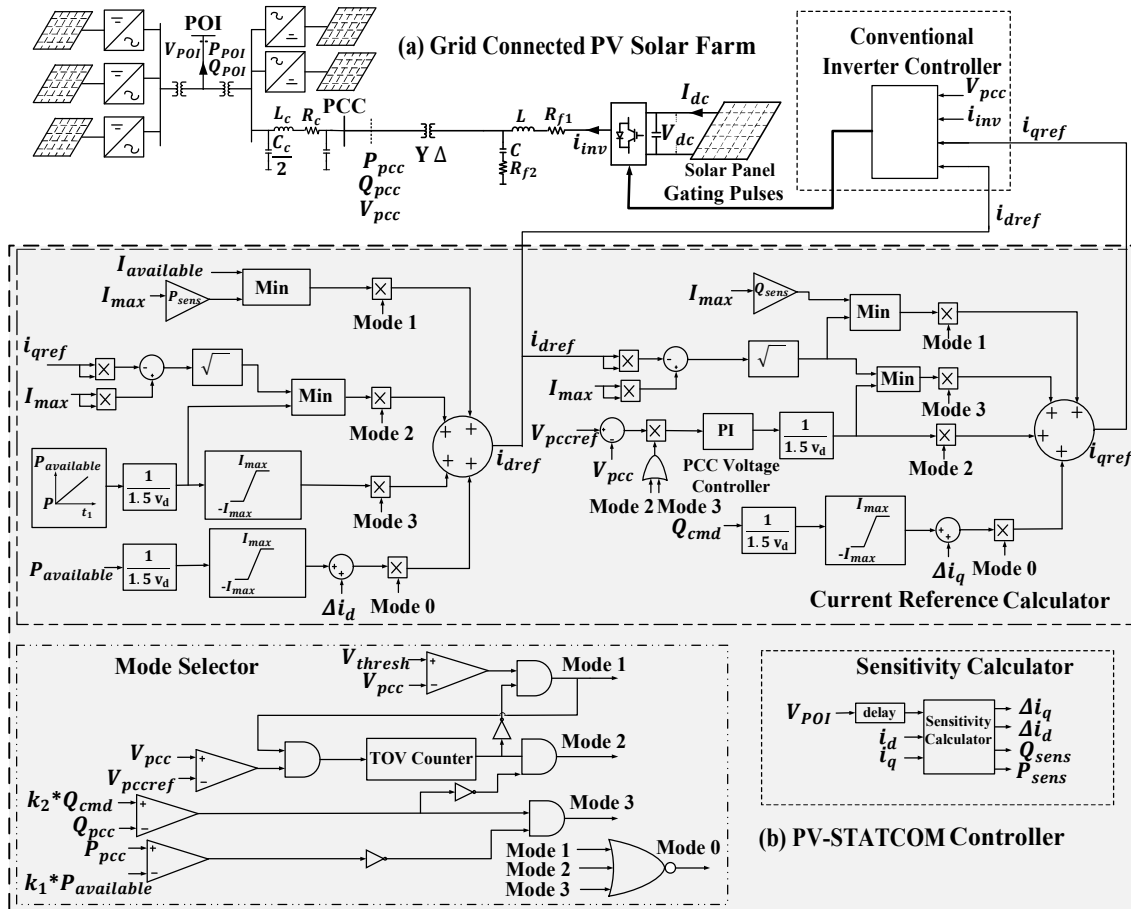 POI
V_POI
P_POI
Q_POI
(a) Grid Connected PV Solar Farm
L_c R_c
PCC
C_c
2
P_pcc
Q_pcc
V_pcc
Y Δ
L R_f1
C
R_f2
i_inv
I_dc
V_dc
Solar Panel
Gating Pulses
Conventional
Inverter Controller
V_pcc
i_inv
i_qref
i_dref
I_available
I_max
P_sens
Min
×
Mode 1
i_qref
×
-
+
√
I_max
×
Min
×
Mode 2
P_available
P
t_1
1
1.5 v_d
I_max
-I_max
×
Mode 3
P_available
1
1.5 v_d
I_max
-I_max
+
+
Δi_d
×
Mode 0
+ +
+ +
i_dref
I_max
Q_sens
Min
×
Mode 1
i_dref
×
-
+
√
I_max
×
Min
×
Mode 3
V_pccref
+
-
V_pcc
×
Mode 2 Mode 3
PI
PCC Voltage
Controller
1
1.5 v_d
×
Mode 2
Q_cmd
1
1.5 v_d
I_max
-I_max
+
+
Δi_q
×
Mode 0
+ +
+ +
i_qref
Current Reference Calculator
Mode Selector
V_thresh
+
V_pcc
−
Mode 1
V_pcc
+
V_pccref
−
TOV Counter
Mode 2
k_2*Q_cmd
+
Q_pcc
−
Mode 3
P_pcc
+
k_1*P_available
−
Mode 1
Mode 2
Mode 3
Mode 0
Sensitivity Calculator
V_POI
delay
i_d
i_q
Sensitivity
Calculator
Δi_q
Δi_d
Q_sens
P_sens
(b) PV-STATCOM Controller